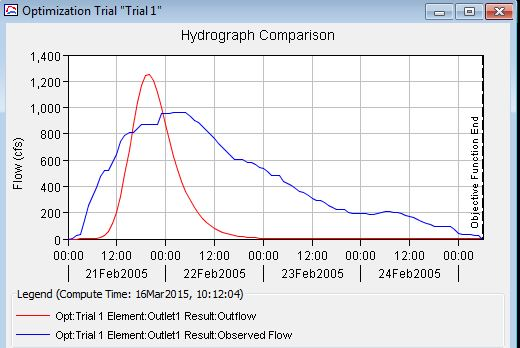 Optimization Trial "Trial 1"
Hydrograph Comparison
1,400
1,200
1,000
800
600
400
200
0
Flow (cfs)
Objective Function End
00:00 12:00 00:00 12:00 00:00 12:00 00:00 12:00 00:00
21Feb2005 22Feb2005 23Feb2005 24Feb2005
Legend (Compute Time: 16Mar2015, 10:12:04)
Opt:Trial 1 Element:Outlet1 Result:Outflow
Opt:Trial 1 Element:Outlet1 Result:Observed Flow